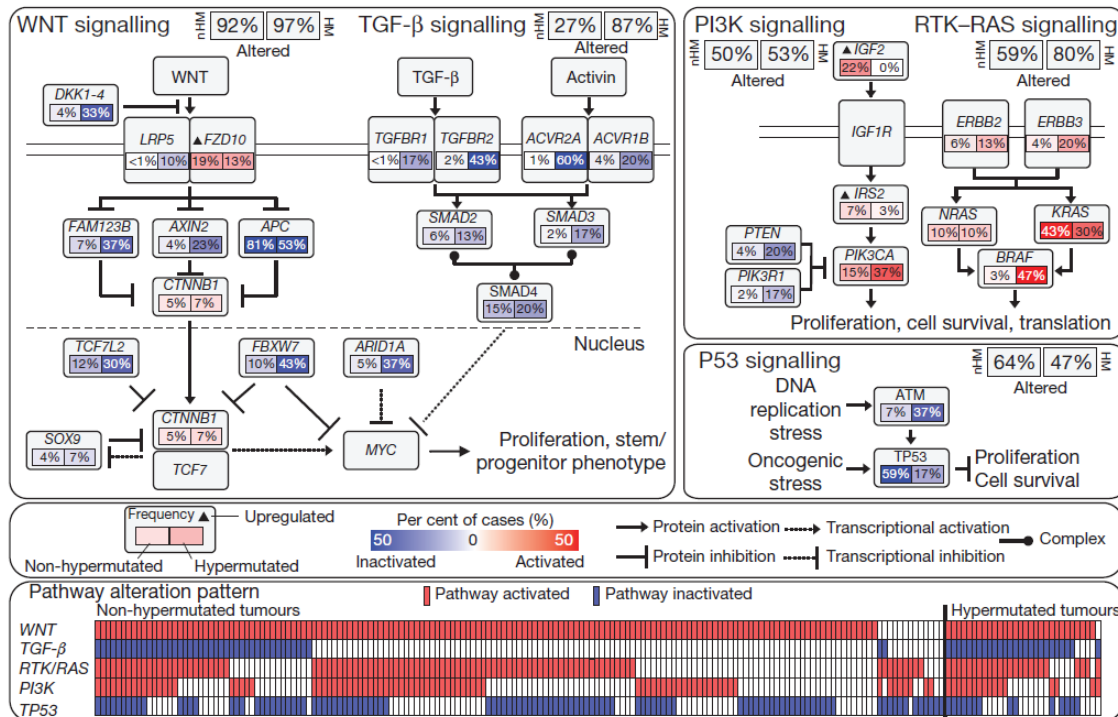 WNT signalling
nHM 92% 97% HM
Altered
TGF-β signalling
nHM 27% 87% HM
Altered
WNT
TGF-β
Activin
DKK1-4
4% 33%
LRP5
<1% 10%
▲FZD10
19% 13%
TGFBR1
<1% 17%
TGFBR2
2% 43%
ACVR2A
1% 60%
ACVR1B
4% 20%
FAM123B
7% 37%
AXIN2
4% 23%
APC
81% 53%
SMAD2
6% 13%
SMAD3
2% 17%
CTNNB1
5% 7%
SMAD4
15% 20%
Nucleus
TCF7L2
12% 30%
FBXW7
10% 43%
ARID1A
5% 37%
SOX9
4% 7%
CTNNB1
5% 7%
TCF7
MYC
Proliferation, stem/
progenitor phenotype
PI3K signalling
nHM 50% 53% HM
Altered
RTK–RAS signalling
nHM 59% 80% HM
Altered
▲IGF2
22% 0%
IGF1R
ERBB2
6% 13%
ERBB3
4% 20%
▲IRS2
7% 3%
PTEN
4% 20%
PIK3R1
2% 17%
PIK3CA
15% 37%
NRAS
10% 10%
KRAS
43% 30%
BRAF
3% 47%
Proliferation, cell survival, translation
P53 signalling
nHM 64% 47% HM
Altered
DNA
replication
stress
ATM
7% 37%
Oncogenic
stress
TP53
59% 17%
Proliferation
Cell survival
Frequency ▲
Upregulated
Non-hypermutated
Hypermutated
Per cent of cases (%)
50 0 50
Inactivated Activated
Protein activation
Transcriptional activation
Complex
Protein inhibition
Transcriptional inhibition
Pathway alteration pattern
Pathway activated
Pathway inactivated
Non-hypermutated tumours
Hypermutated tumours
WNT
TGF-β
RTK/RAS
PI3K
TP53